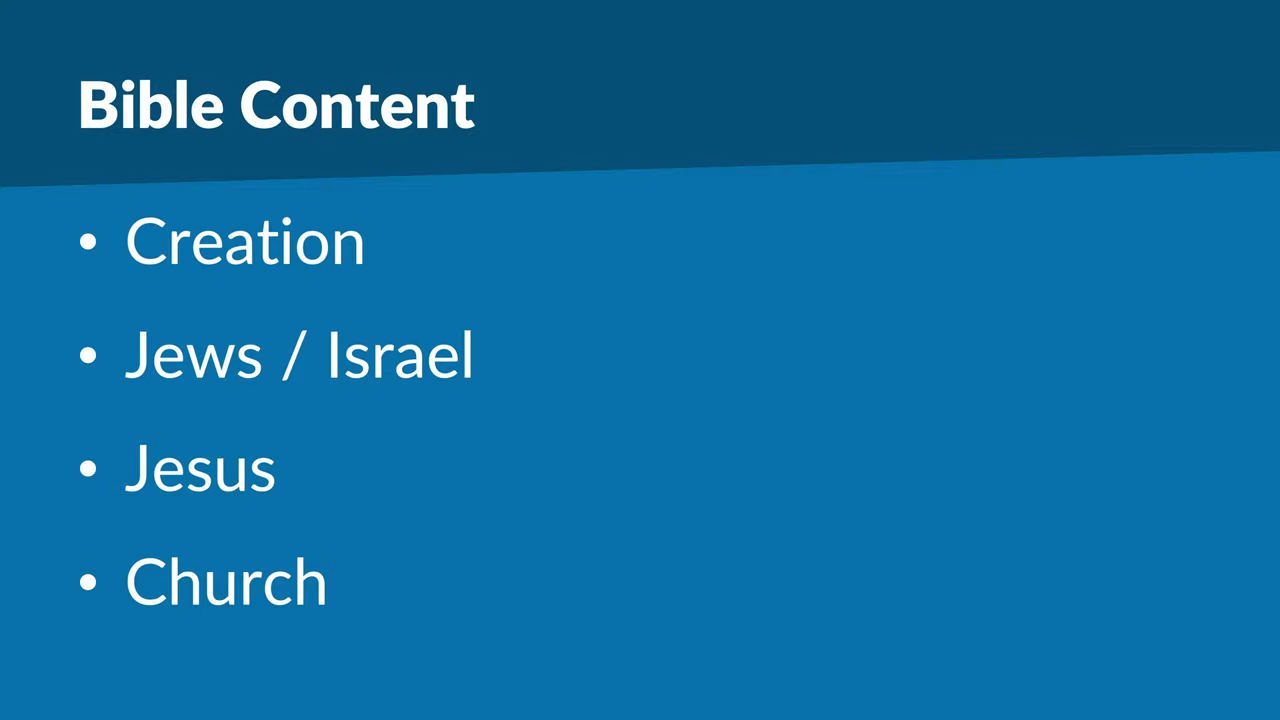 Bible Content
• Creation
• Jews / Israel
• Jesus
• Church